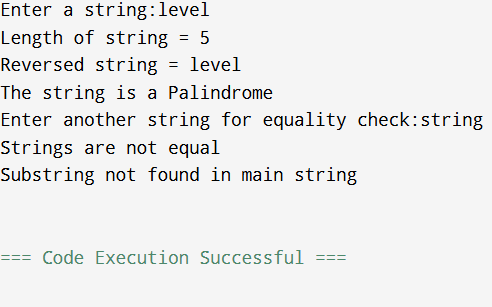 Enter a string:level
Length of string = 5
Reversed string = level
The string is a Palindrome
Enter another string for equality check:string
Strings are not equal
Substring not found in main string
=== Code Execution Successful ===